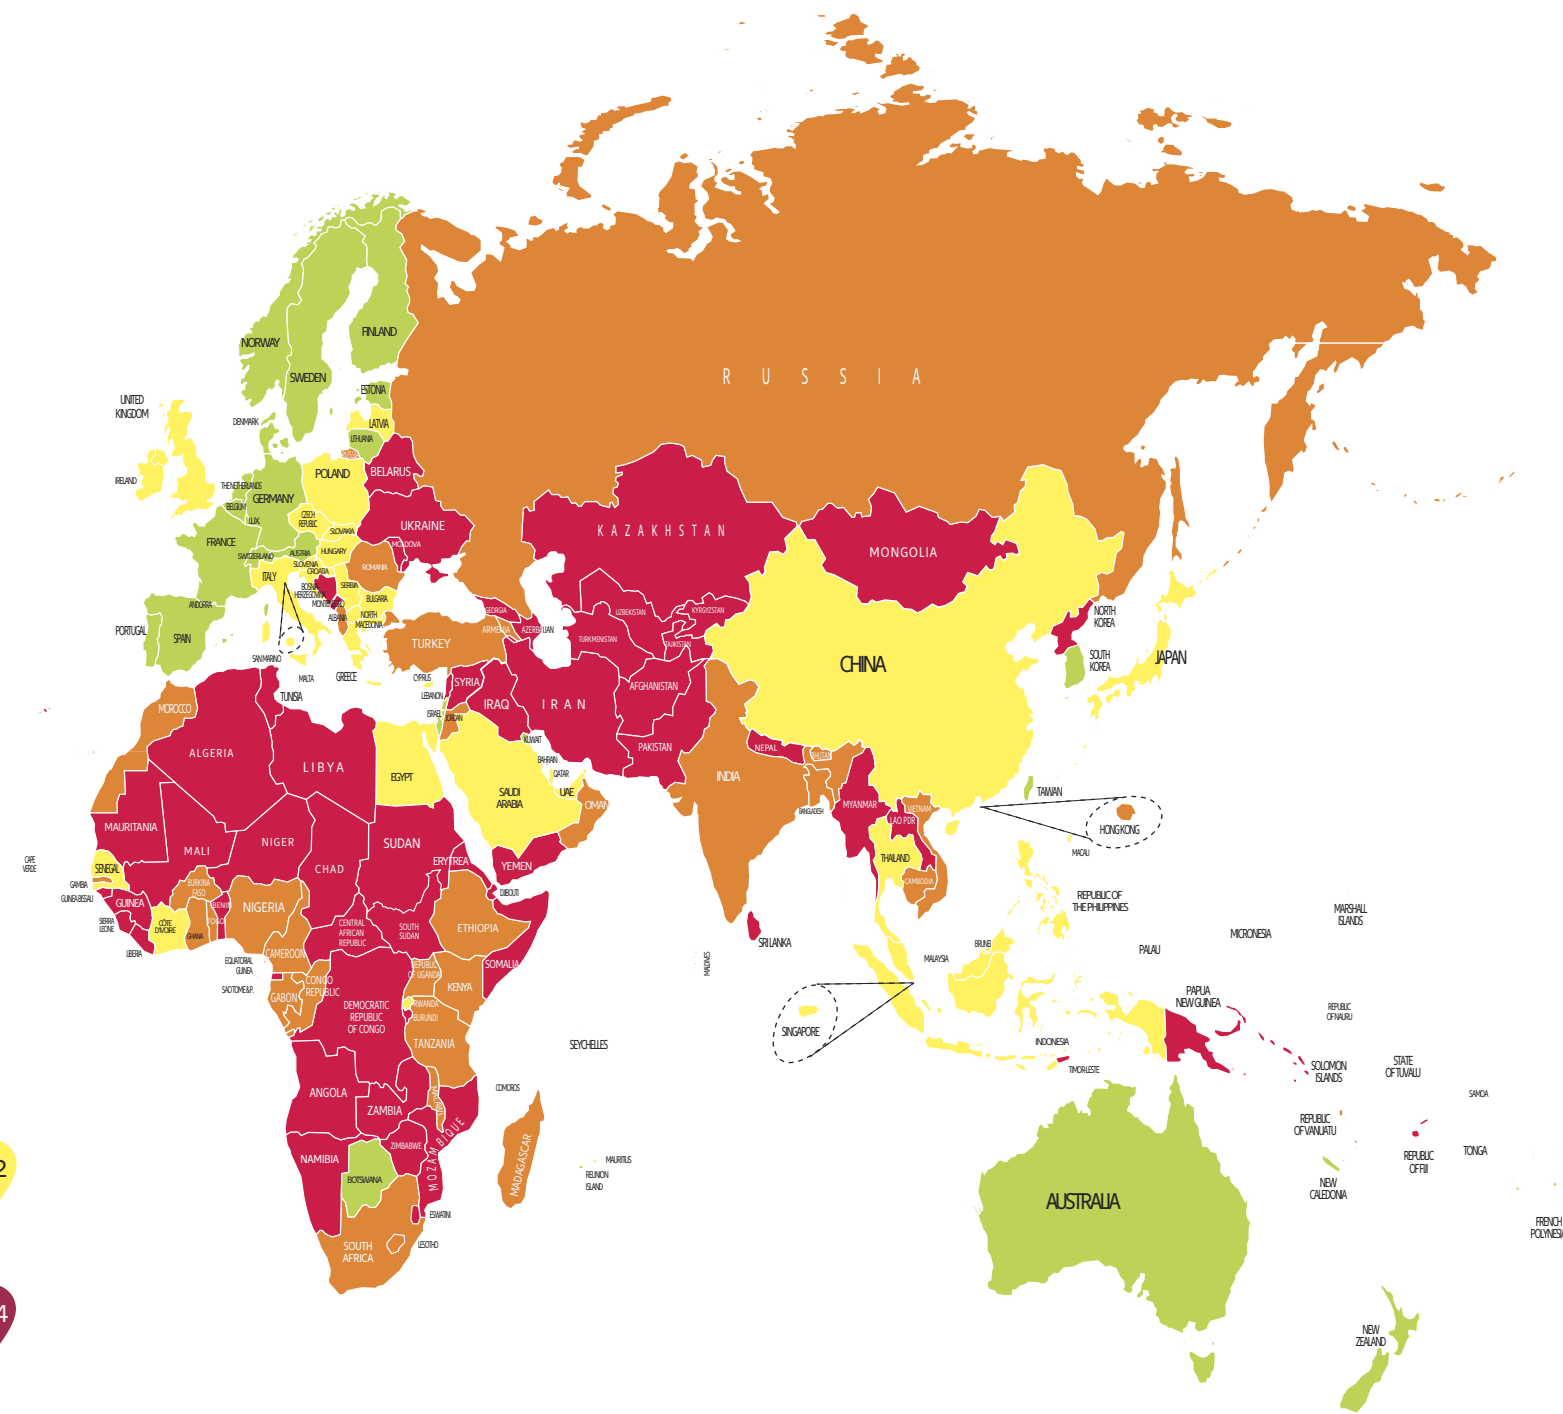 R U S S I A
NORWAY
FINLAND
SWEDEN
ESTONIA
UNITED
KINGDOM
DENMARK
LATVIA
LITHUANIA
IRELAND
THE NETHERLANDS
POLAND
BELARUS
BELGIUM
GERMANY
LUX.
CZECH
REPUBLIC
UKRAINE
SLOVAKIA
FRANCE
SWITZERLAND
AUSTRIA
HUNGARY
MOLDOVA
SLOVENIA
CROATIA
ROMANIA
ITALY
BOSNIA
HERZEGOVINA
SERBIA
MONTENEGRO
BULGARIA
ANDORRA
ALBANIA
NORTH
MACEDONIA
PORTUGAL
SPAIN
SAN MARINO
MALTA
GREECE
TURKEY
CYPRUS
GEORGIA
ARMENIA
AZERBAIJAN
KAZAKHSTAN
UZBEKISTAN
KYRGYZSTAN
TURKMENISTAN
TAJIKISTAN
MONGOLIA
CHINA
NORTH
KOREA
SOUTH
KOREA
JAPAN
LEBANON
SYRIA
ISRAEL
JORDAN
IRAQ
IRAN
AFGHANISTAN
KUWAIT
PAKISTAN
BAHRAIN
QATAR
SAUDI
ARABIA
UAE
OMAN
YEMEN
NEPAL
BHUTAN
INDIA
BANGLADESH
MYANMAR
LAO PDR
VIETNAM
THAILAND
CAMBODIA
TAIWAN
HONG KONG
MACAU
SRI LANKA
MALDIVES
REPUBLIC OF
THE PHILIPPINES
BRUNEI
MALAYSIA
SINGAPORE
INDONESIA
TIMOR-LESTE
PALAU
MICRONESIA
MARSHALL
ISLANDS
PAPUA
NEW GUINEA
REPUBLIC
OF NAURU
SOLOMON
ISLANDS
STATE
OF TUVALU
SAMOA
REPUBLIC
OF VANUATU
REPUBLIC
OF FIJI
TONGA
NEW
CALEDONIA
FRENCH
POLYNESIA
AUSTRALIA
NEW
ZEALAND
MOROCCO
TUNISIA
ALGERIA
LIBYA
EGYPT
MAURITANIA
MALI
NIGER
CHAD
SUDAN
ERYTREA
CAPE
VERDE
SENEGAL
GAMBIA
GUINEA BISSAU
GUINEA
SIERRA
LEONE
LIBERIA
CÔTE
D'IVOIRE
BURKINA
FASO
GHANA
TOGO
BENIN
NIGERIA
DJIBOUTI
ETHIOPIA
SOMALIA
SOUTH
SUDAN
CENTRAL
AFRICAN
REPUBLIC
CAMEROON
EQUATORIAL
GUINEA
SAO TOME & P.
GABON
CONGO
REPUBLIC
DEMOCRATIC
REPUBLIC
OF CONGO
REPUBLIC
OF UGANDA
KENYA
RWANDA
BURUNDI
TANZANIA
SEYCHELLES
COMOROS
ANGOLA
ZAMBIA
MALAWI
MOZAMBIQUE
ZIMBABWE
NAMIBIA
BOTSWANA
MADAGASCAR
MAURITIUS
REUNION
ISLAND
ESWATINI
LESOTHO
SOUTH
AFRICA
2
4